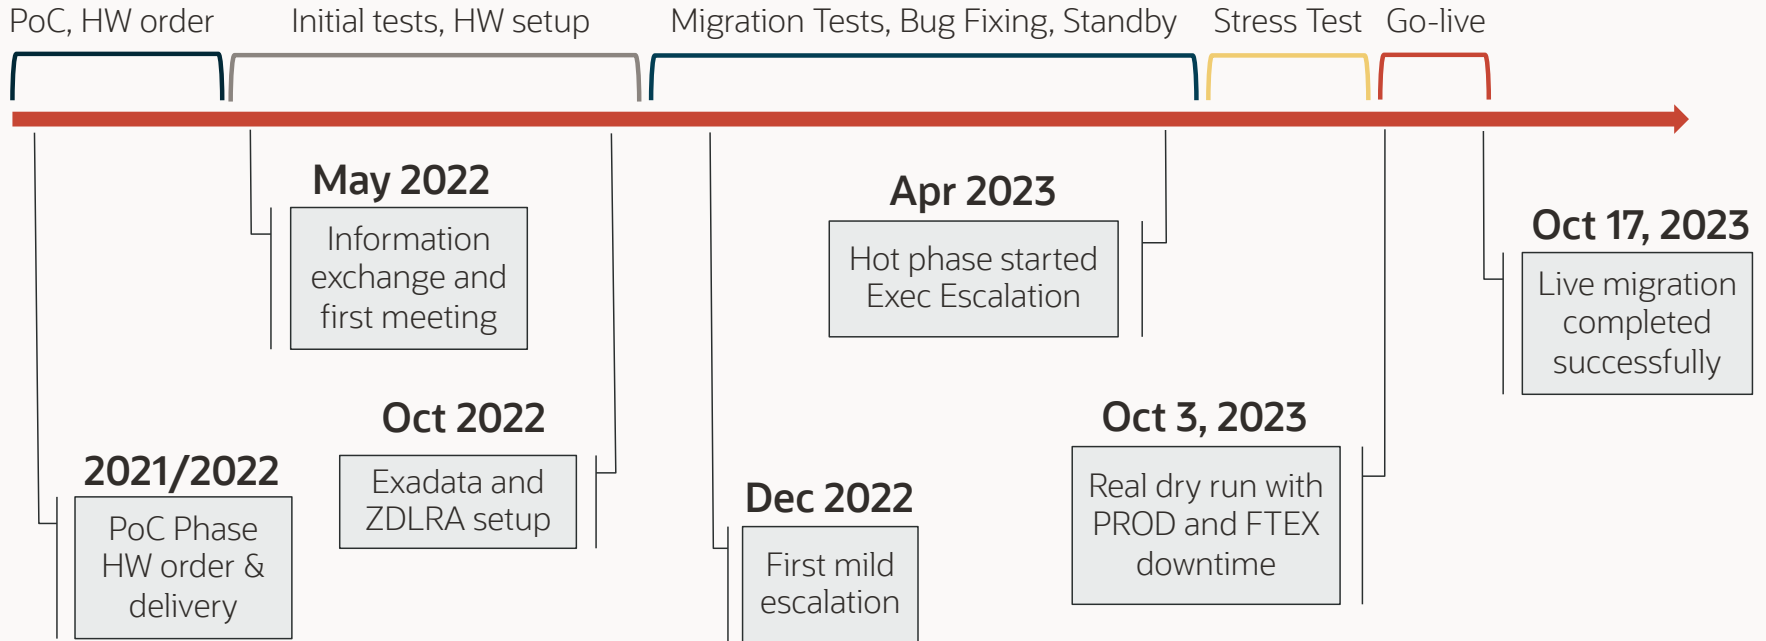 PoC, HW order
Initial tests, HW setup
Migration Tests, Bug Fixing, Standby
Stress Test
Go-live
2021/2022
PoC Phase
HW order &
delivery
May 2022
Information
exchange and
first meeting
Oct 2022
Exadata and
ZDLRA setup
Dec 2022
First mild
escalation
Apr 2023
Hot phase started
Exec Escalation
Oct 3, 2023
Real dry run with
PROD and FTEX
downtime
Oct 17, 2023
Live migration
completed
successfully